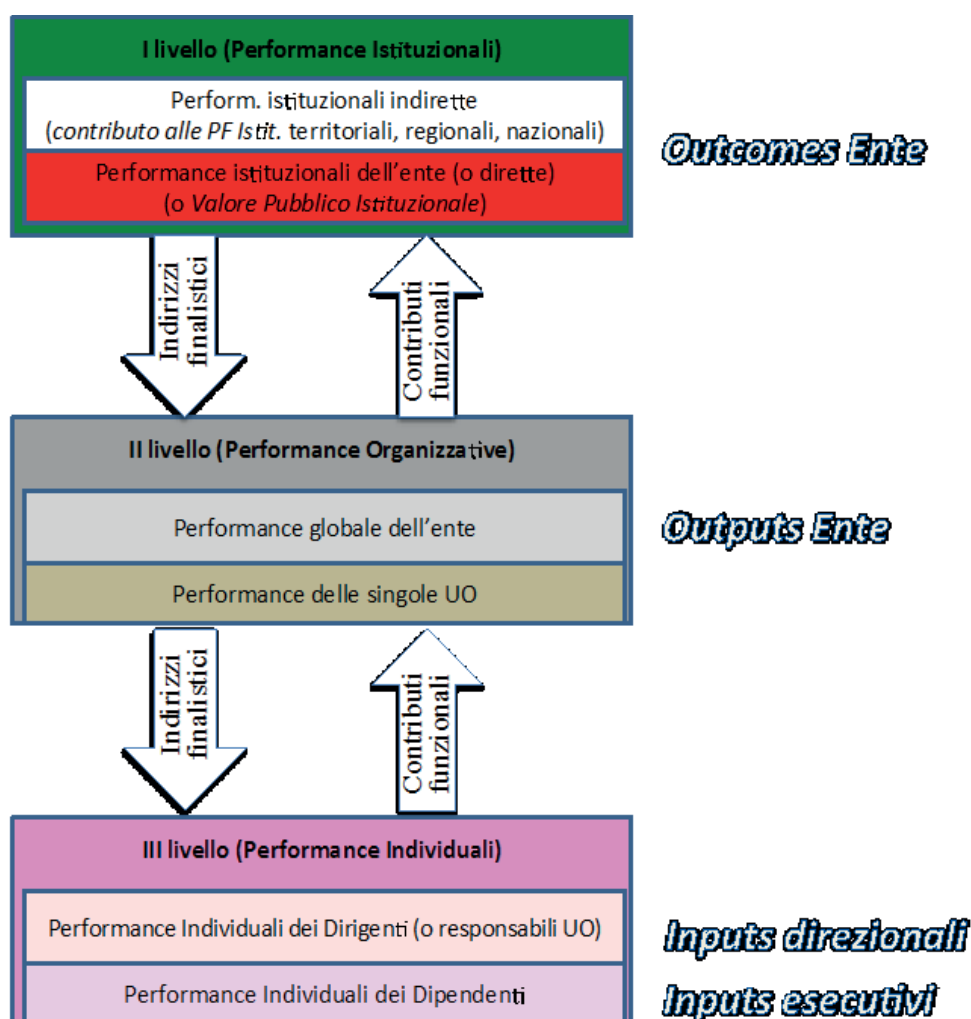 I livello (Performance Istituzionali)
Perform. istituzionali indirette
(contributo alle PF Istit. territoriali, regionali, nazionali)
Outcomes Ente
Performance istituzionali dell'ente (o dirette)
(o Valore Pubblico Istituzionale)
Indirizzi
finalistici
Contributi
funzionali
II livello (Performance Organizzative)
Performance globale dell'ente
Outputs Ente
Performance delle singole UO
Indirizzi
finalistici
Contributi
funzionali
III livello (Performance Individuali)
Performance Individuali dei Dirigenti (o responsabili UO)
Inputs direzionali
Performance Individuali dei Dipendenti
Inputs esecutivi